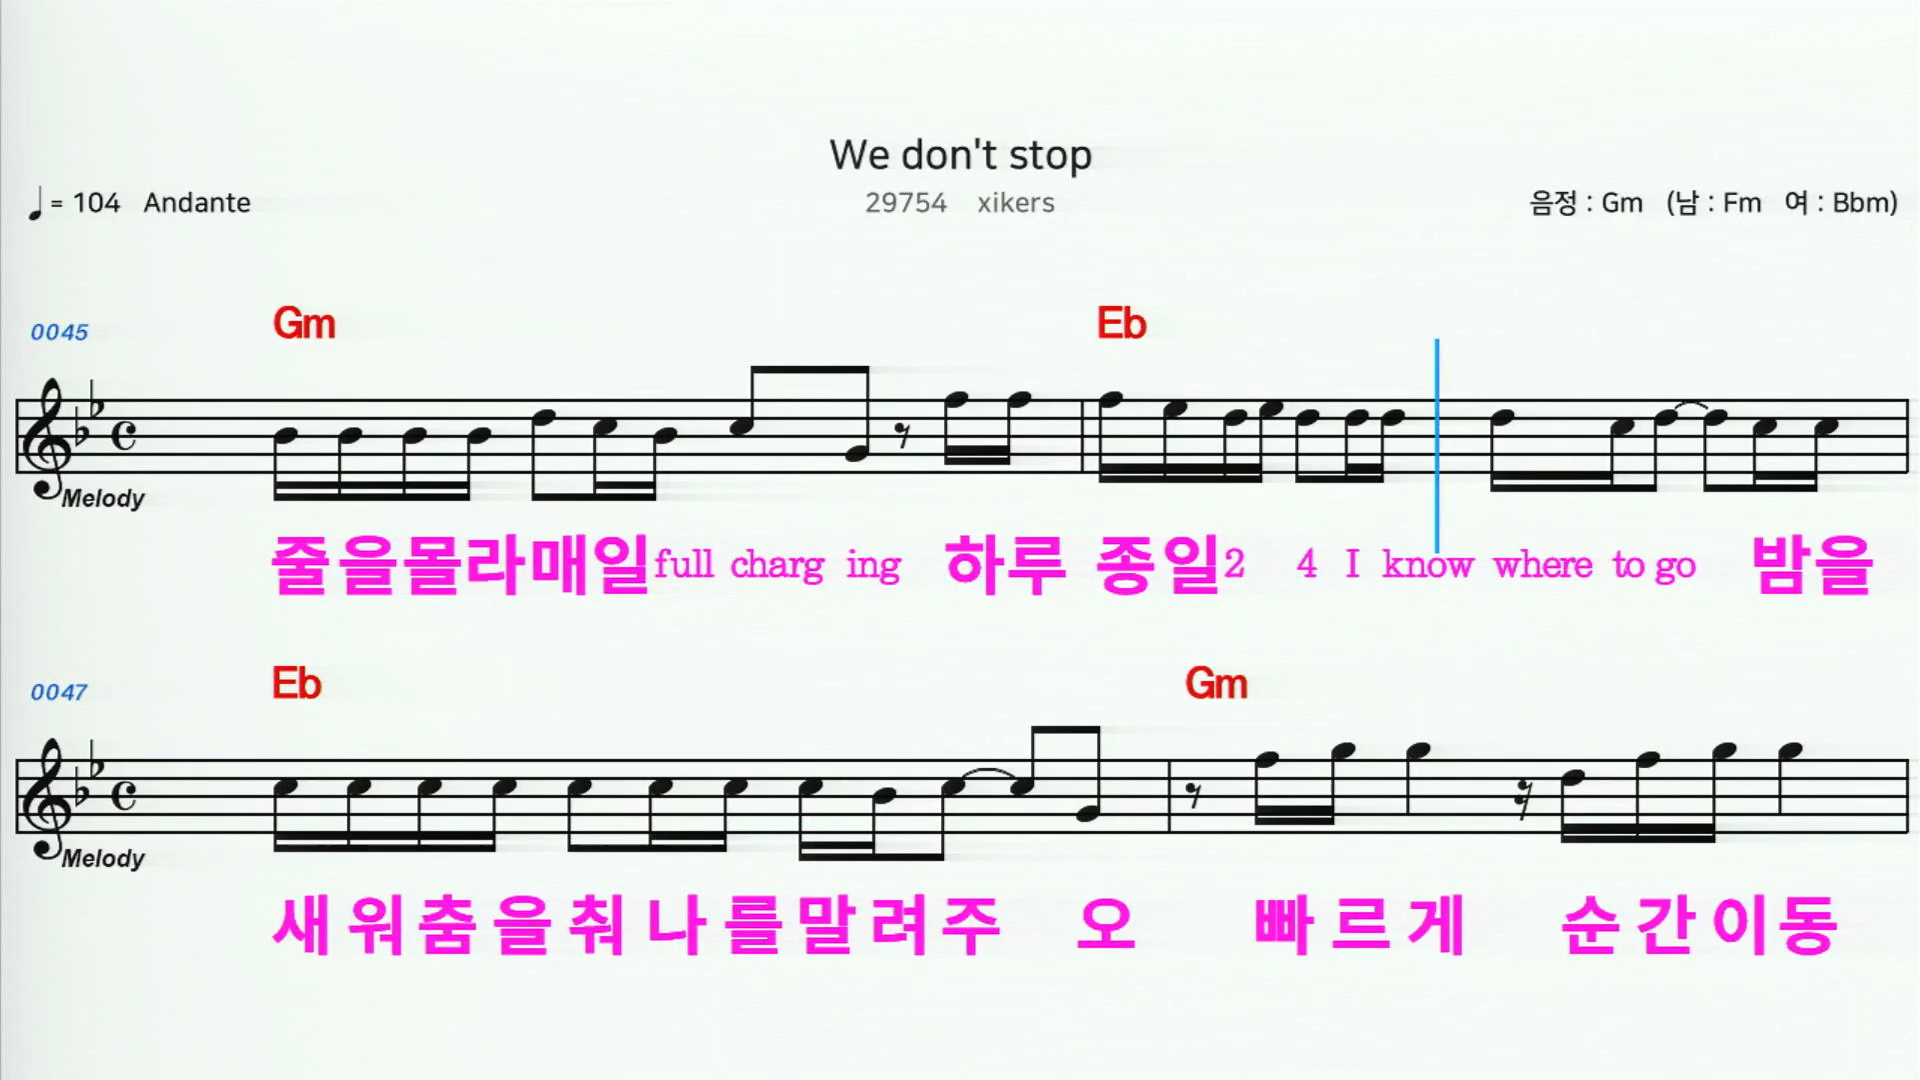 We don't stop
♩= 104 Andante
29754 xikers
음정 : Gm (남 : Fm 여 : Bbm)
0045 Gm Eb
Melody
줄을몰라매일full charg ing 하루 종일2 4 I know where to go 밤을
0047 Eb Gm
Melody
새워춤을춰나를말려주 오 빠르게 순간이동